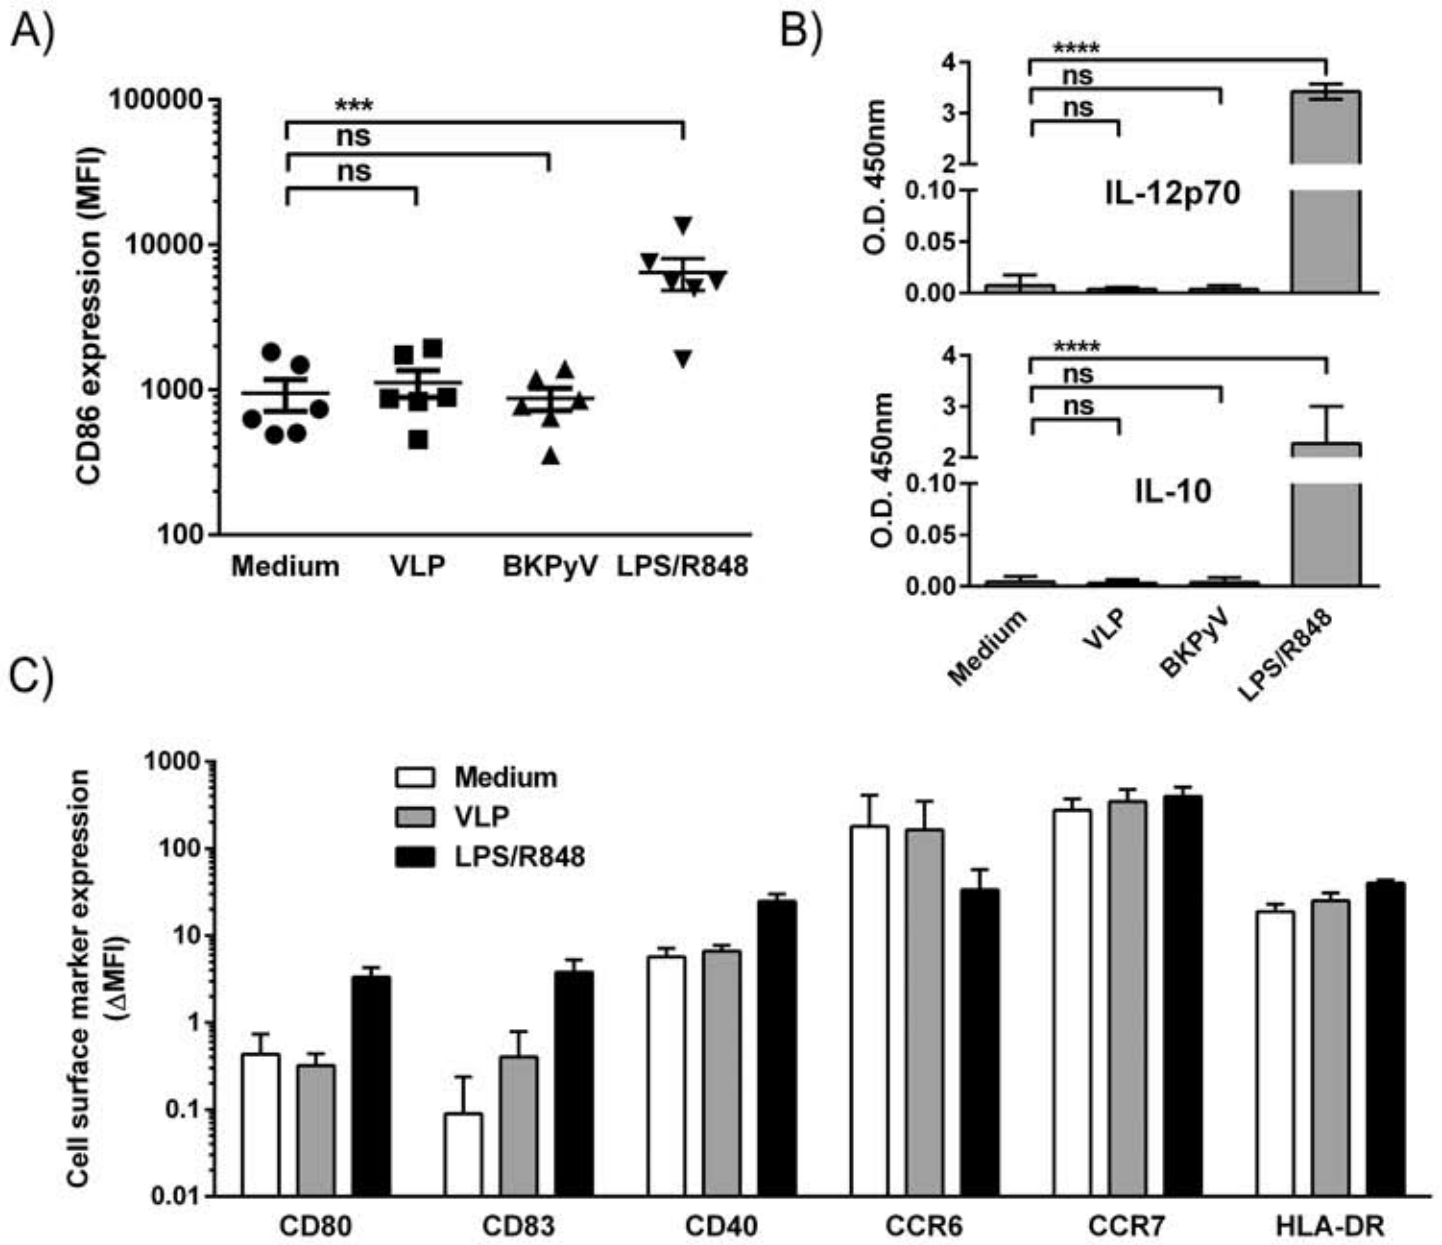 A)
CD86 expression (MFI)
100000
10000
1000
100
***
ns
ns
Medium VLP BKPyV LPS/R848
B)
O.D. 450nm
4
3
2
0.10
0.05
0.00
****
ns
ns
IL-12p70
O.D. 450nm
4
3
2
0.10
0.05
0.00
****
ns
ns
IL-10
Medium VLP BKPyV LPS/R848
C)
Cell surface marker expression
(ΔMFI)
1000
100
10
1
0.1
0.01
Medium
VLP
LPS/R848
CD80 CD83 CD40 CCR6 CCR7 HLA-DR